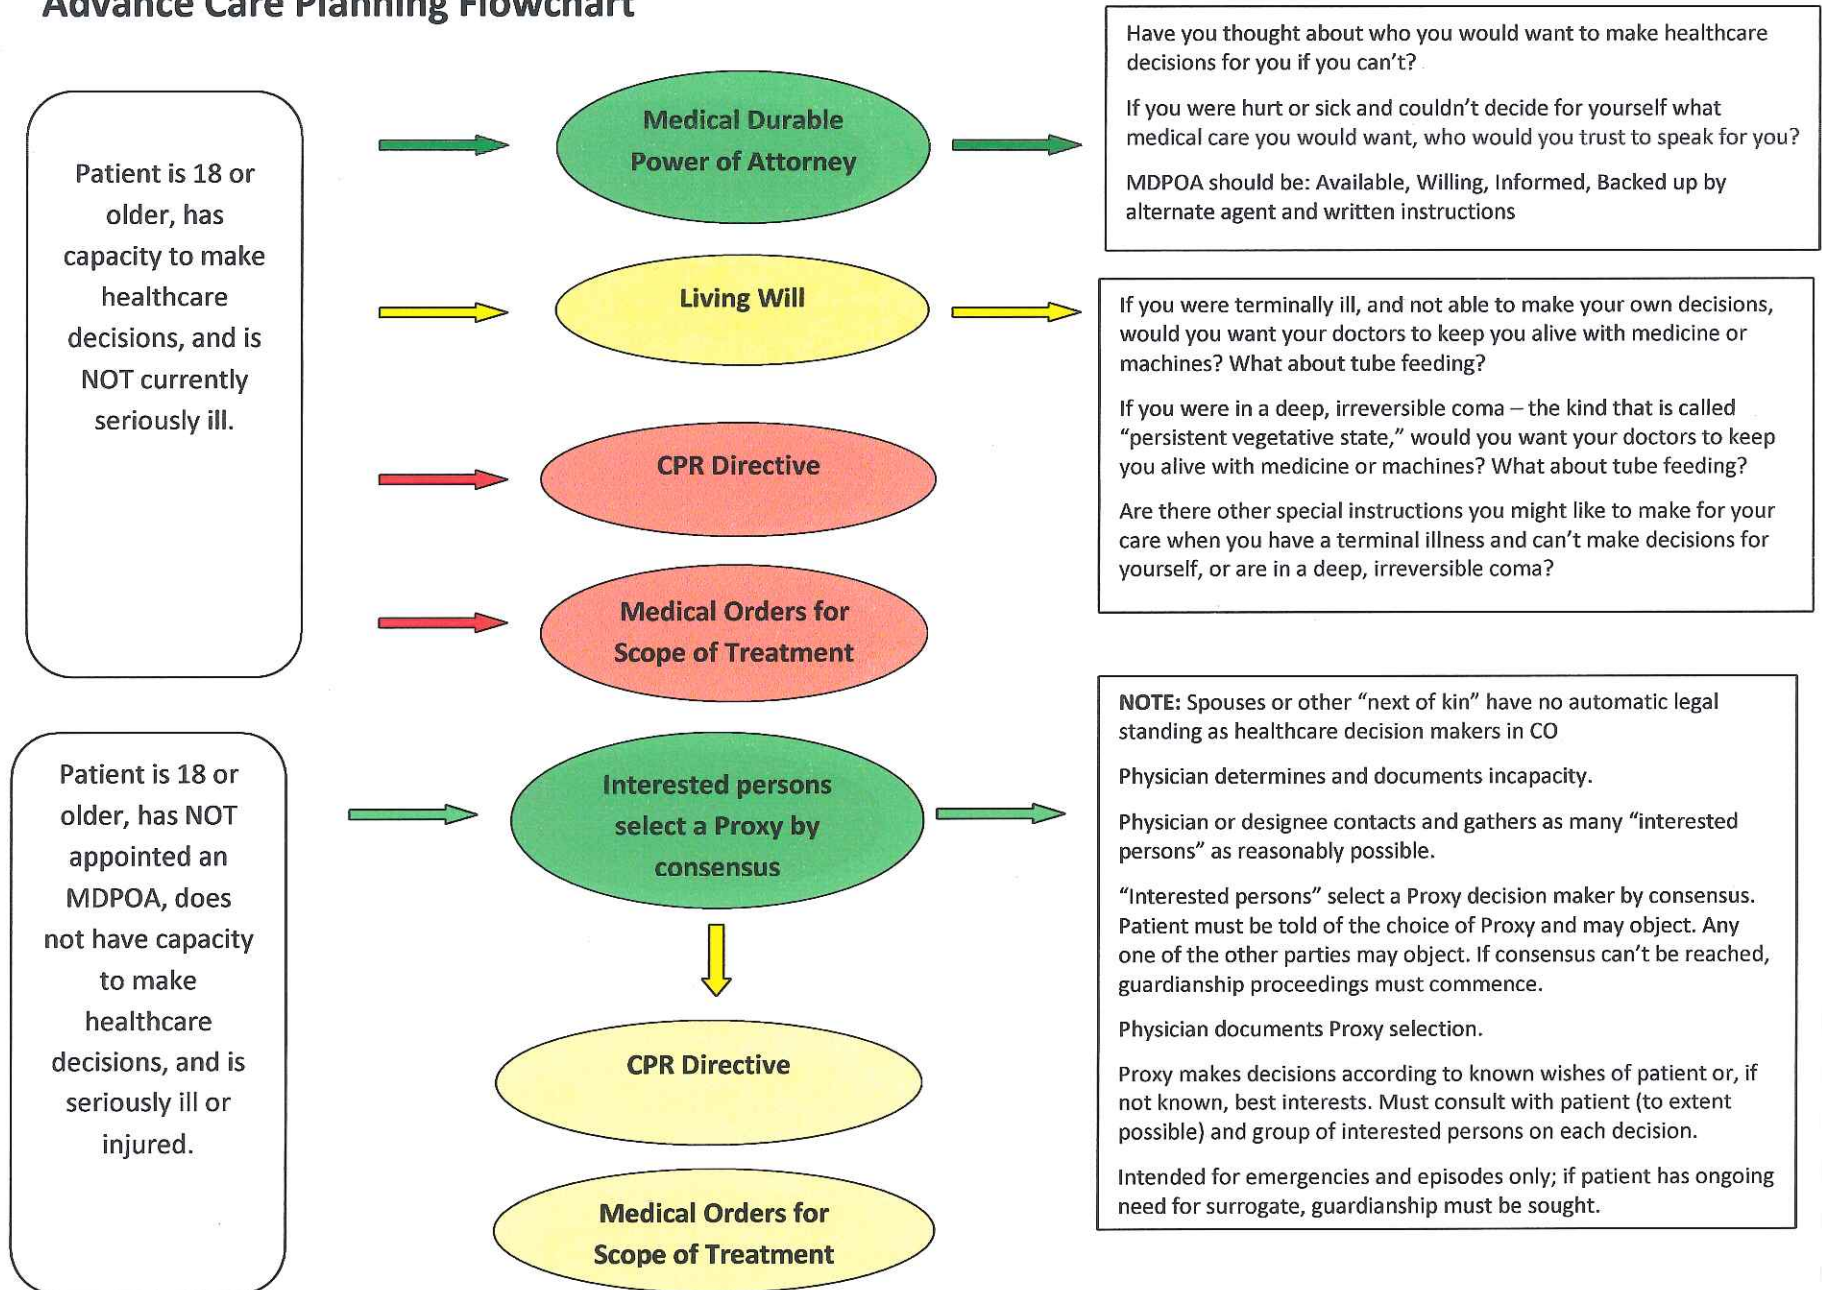 Advance Care Planning Flowchart
Patient is 18 or
older, has
capacity to make
healthcare
decisions, and is
NOT currently
seriously ill.
Medical Durable
Power of Attorney
Have you thought about who you would want to make healthcare
decisions for you if you can't?
If you were hurt or sick and couldn't decide for yourself what
medical care you would want, who would you trust to speak for you?
MDPOA should be: Available, Willing, Informed, Backed up by
alternate agent and written instructions
Living Will
If you were terminally ill, and not able to make your own decisions,
would you want your doctors to keep you alive with medicine or
machines? What about tube feeding?
If you were in a deep, irreversible coma – the kind that is called
“persistent vegetative state,” would you want your doctors to keep
you alive with medicine or machines? What about tube feeding?
Are there other special instructions you might like to make for your
care when you have a terminal illness and can't make decisions for
yourself, or are in a deep, irreversible coma?
CPR Directive
Medical Orders for
Scope of Treatment
Patient is 18 or
older, has NOT
appointed an
MDPOA, does
not have capacity
to make
healthcare
decisions, and is
seriously ill or
injured.
Interested persons
select a Proxy by
consensus
NOTE: Spouses or other “next of kin” have no automatic legal
standing as healthcare decision makers in CO
Physician determines and documents incapacity.
Physician or designee contacts and gathers as many “interested
persons” as reasonably possible.
“Interested persons” select a Proxy decision maker by consensus.
Patient must be told of the choice of Proxy and may object. Any
one of the other parties may object. If consensus can't be reached,
guardianship proceedings must commence.
Physician documents Proxy selection.
Proxy makes decisions according to known wishes of patient or, if
not known, best interests. Must consult with patient (to extent
possible) and group of interested persons on each decision.
Intended for emergencies and episodes only; if patient has ongoing
need for surrogate, guardianship must be sought.
CPR Directive
Medical Orders for
Scope of Treatment